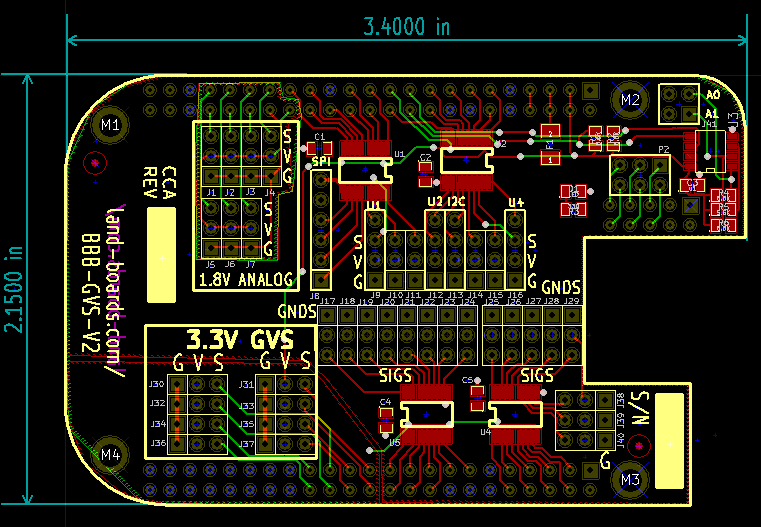 3.4000 in
2.1500 in
M1
M2
A0
A1
J41
P2
C1
SPI
U1
C2
S
V
G
J1 J2 J3 J4
S
V
G
J5 J6 J7
1.8V ANALOG
CCA
REV
land-boards.com/
BBB-GVS-V2
U1
U2 I2C
U4
S
V
G
J8
J9 J10 J11 J12 J13 J14 J15 J16
GNDS
GNDS
J17 J18 J19 J20 J21 J22 J23 J24
J25 J26 J27 J28 J29
SIGS
SIGS
3.3V GVS
G V S
G V S
J30
J32
J34
J36
J31
J33
J35
J37
C4
C5
U5
U4
J38
J39
J40
S/N
G
M4
M3